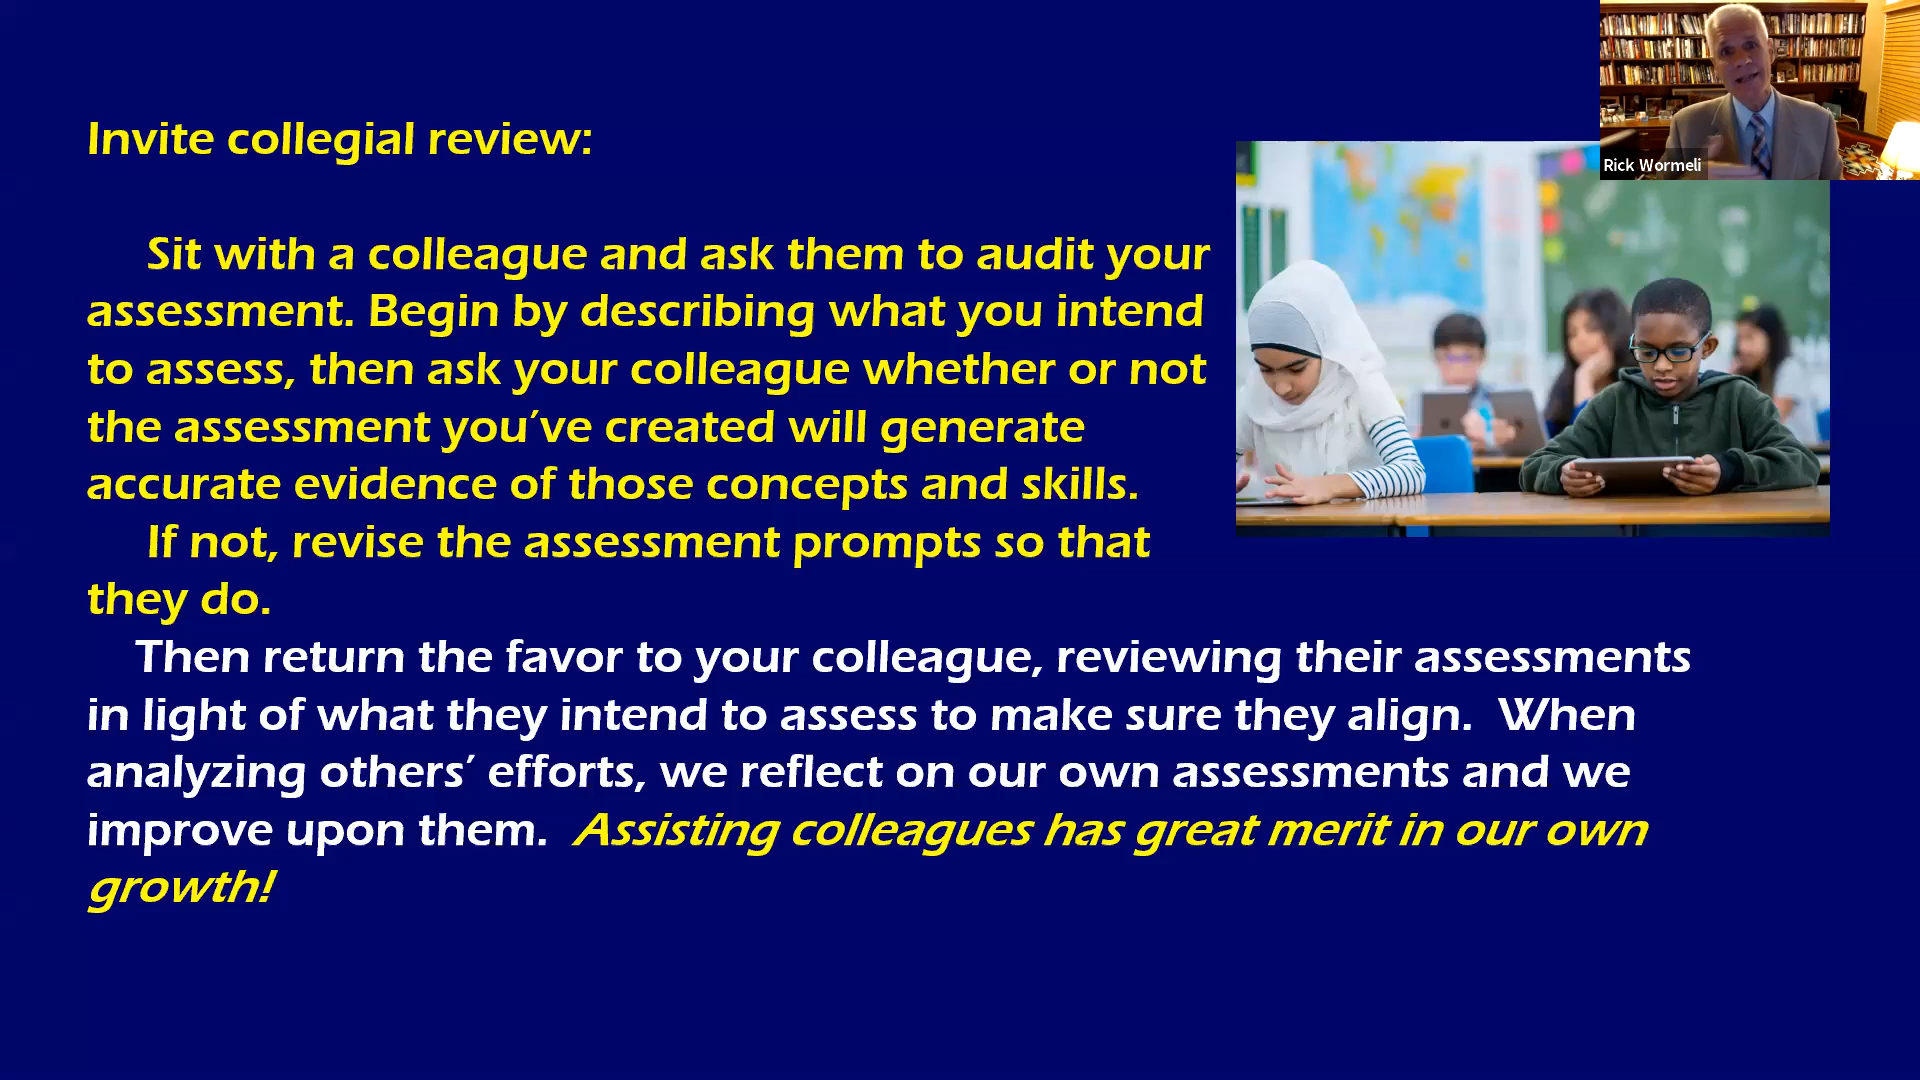 Invite collegial review:
Sit with a colleague and ask them to audit your
assessment. Begin by describing what you intend
to assess, then ask your colleague whether or not
the assessment you’ve created will generate
accurate evidence of those concepts and skills.
If not, revise the assessment prompts so that
they do.
Then return the favor to your colleague, reviewing their assessments
in light of what they intend to assess to make sure they align.  When
analyzing others’ efforts, we reflect on our own assessments and we
improve upon them.  Assisting colleagues has great merit in our own
growth!
Rick Wormeli